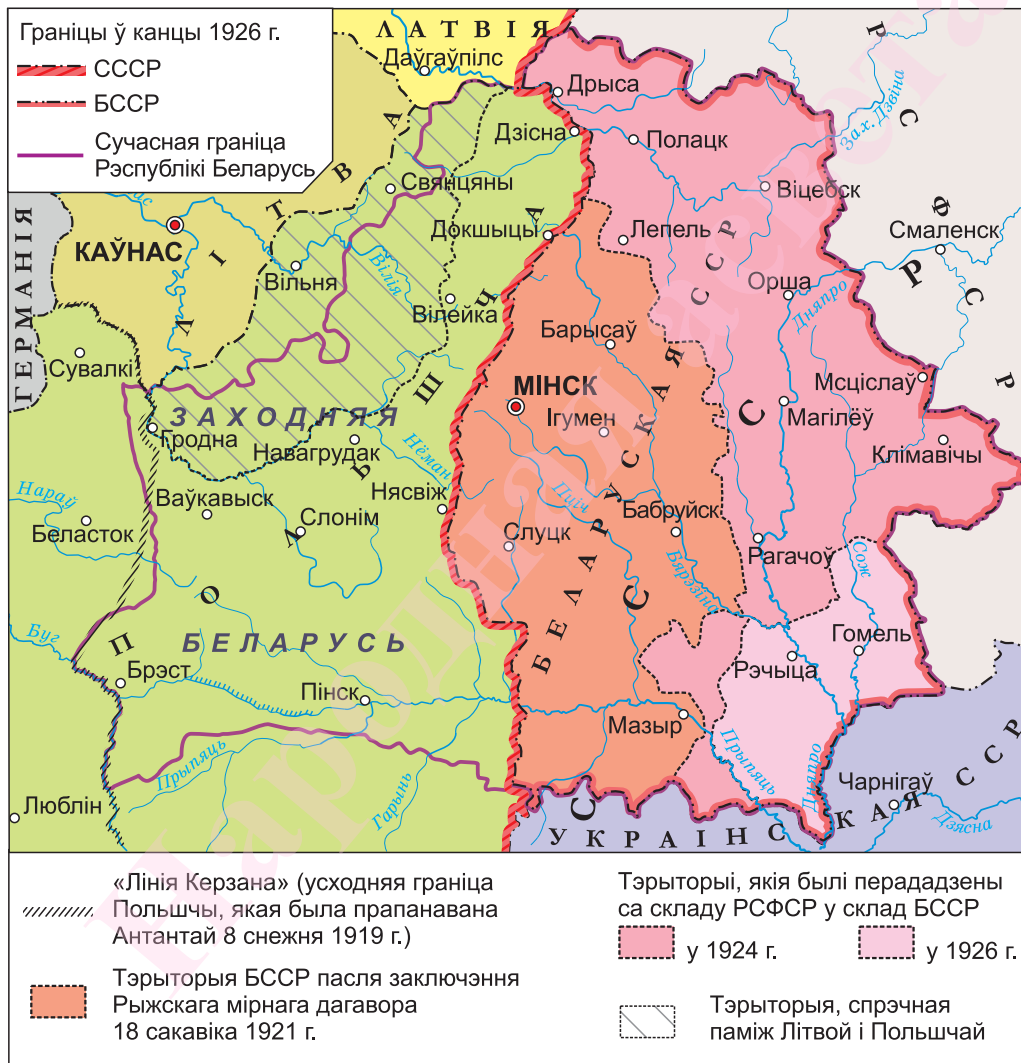 Граніцы ў канцы 1926 г.
СССР
БССР
Сучасная граніца
Рэспублікі Беларусь
ЛАТВІЯ
Даўгаўпілс
Дрыса
Дзісна
Полацк
Зах. Дзвіна
РСФСР
Свянцяны
Віцебск
ГЕРМАНІЯ
ЛІТВА
КАЎНАС
Докшыцы
Лепель
Смаленск
Вілія
Вільня
Орша
Дняпро
Вілейка
Барысаў
Сувалкі
МІНСК
Мсціслаў
Ігумен
Магілёў
ЗАХОДНЯЯ
Гродна
Навагрудак
Нёман
Клімавічы
Нараў
Ваўкавыск
Нясвіж
Пціч
Беласток
Слонім
Слуцк
Бабруйск
Рагачоў
Сож
Бярэзіна
ПОЛЬШЧА
БЕЛАРУСКАЯ ССР
СССР
Буг
БЕЛАРУСЬ
Гомель
Брэст
Рэчыца
Пінск
Мазыр
Прыпяць
Прыпяць
Гарынь
Дняпро
Чарнігаў
Люблін
УКРАІНСКАЯ ССР
Дзясна
«Лінія Керзана» (усходняя граніца
Польшчы, якая была прапанавана
Антантай 8 снежня 1919 г.)
Тэрыторыя БССР пасля заключэння
Рыжскага мірнага дагавора
18 сакавіка 1921 г.
Тэрыторыі, якія былі перададзены
са складу РСФСР у склад БССР
у 1924 г.
у 1926 г.
Тэрыторыя, спрэчная
паміж Літвой і Польшчай
Народная асвета